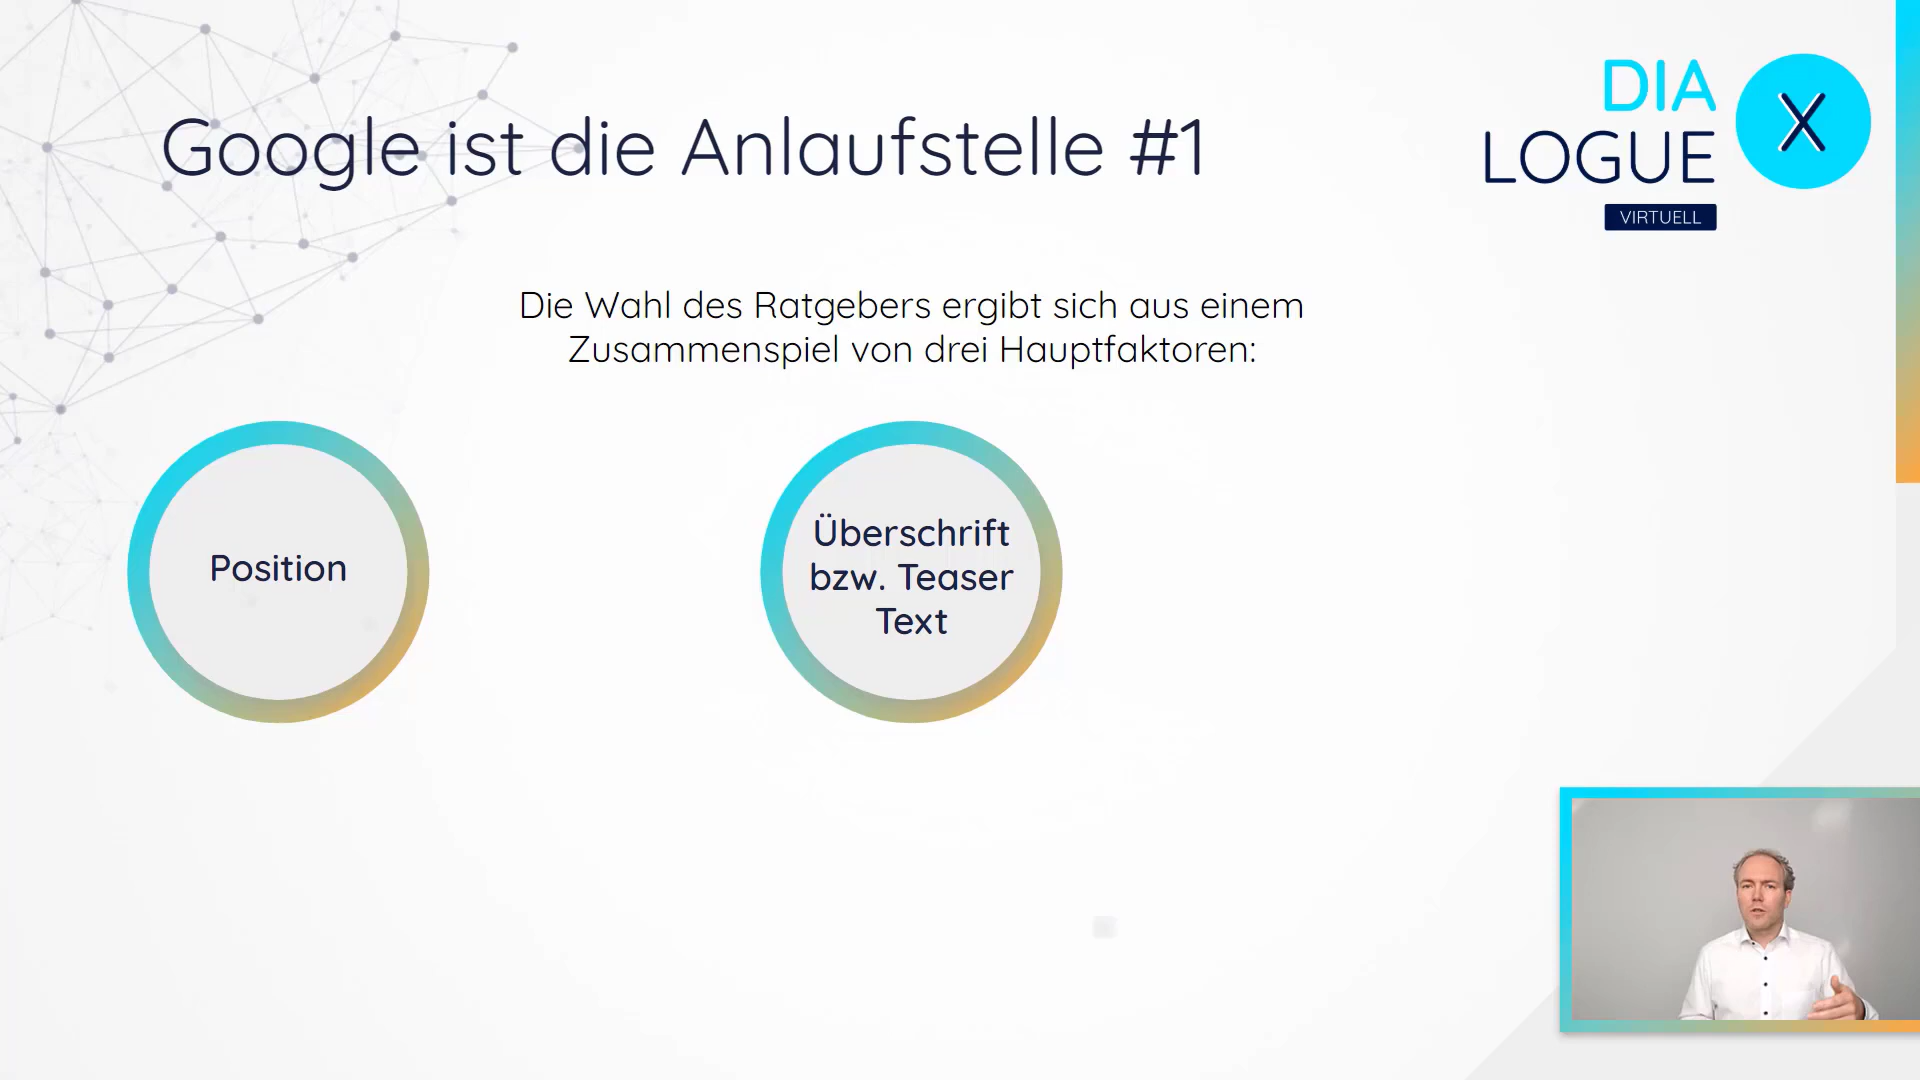 Google ist die Anlaufstelle #1
DIA
LOGUE
X
VIRTUELL
Die Wahl des Ratgebers ergibt sich aus einem
Zusammenspiel von drei Hauptfaktoren:
Position
Überschrift
bzw. Teaser
Text